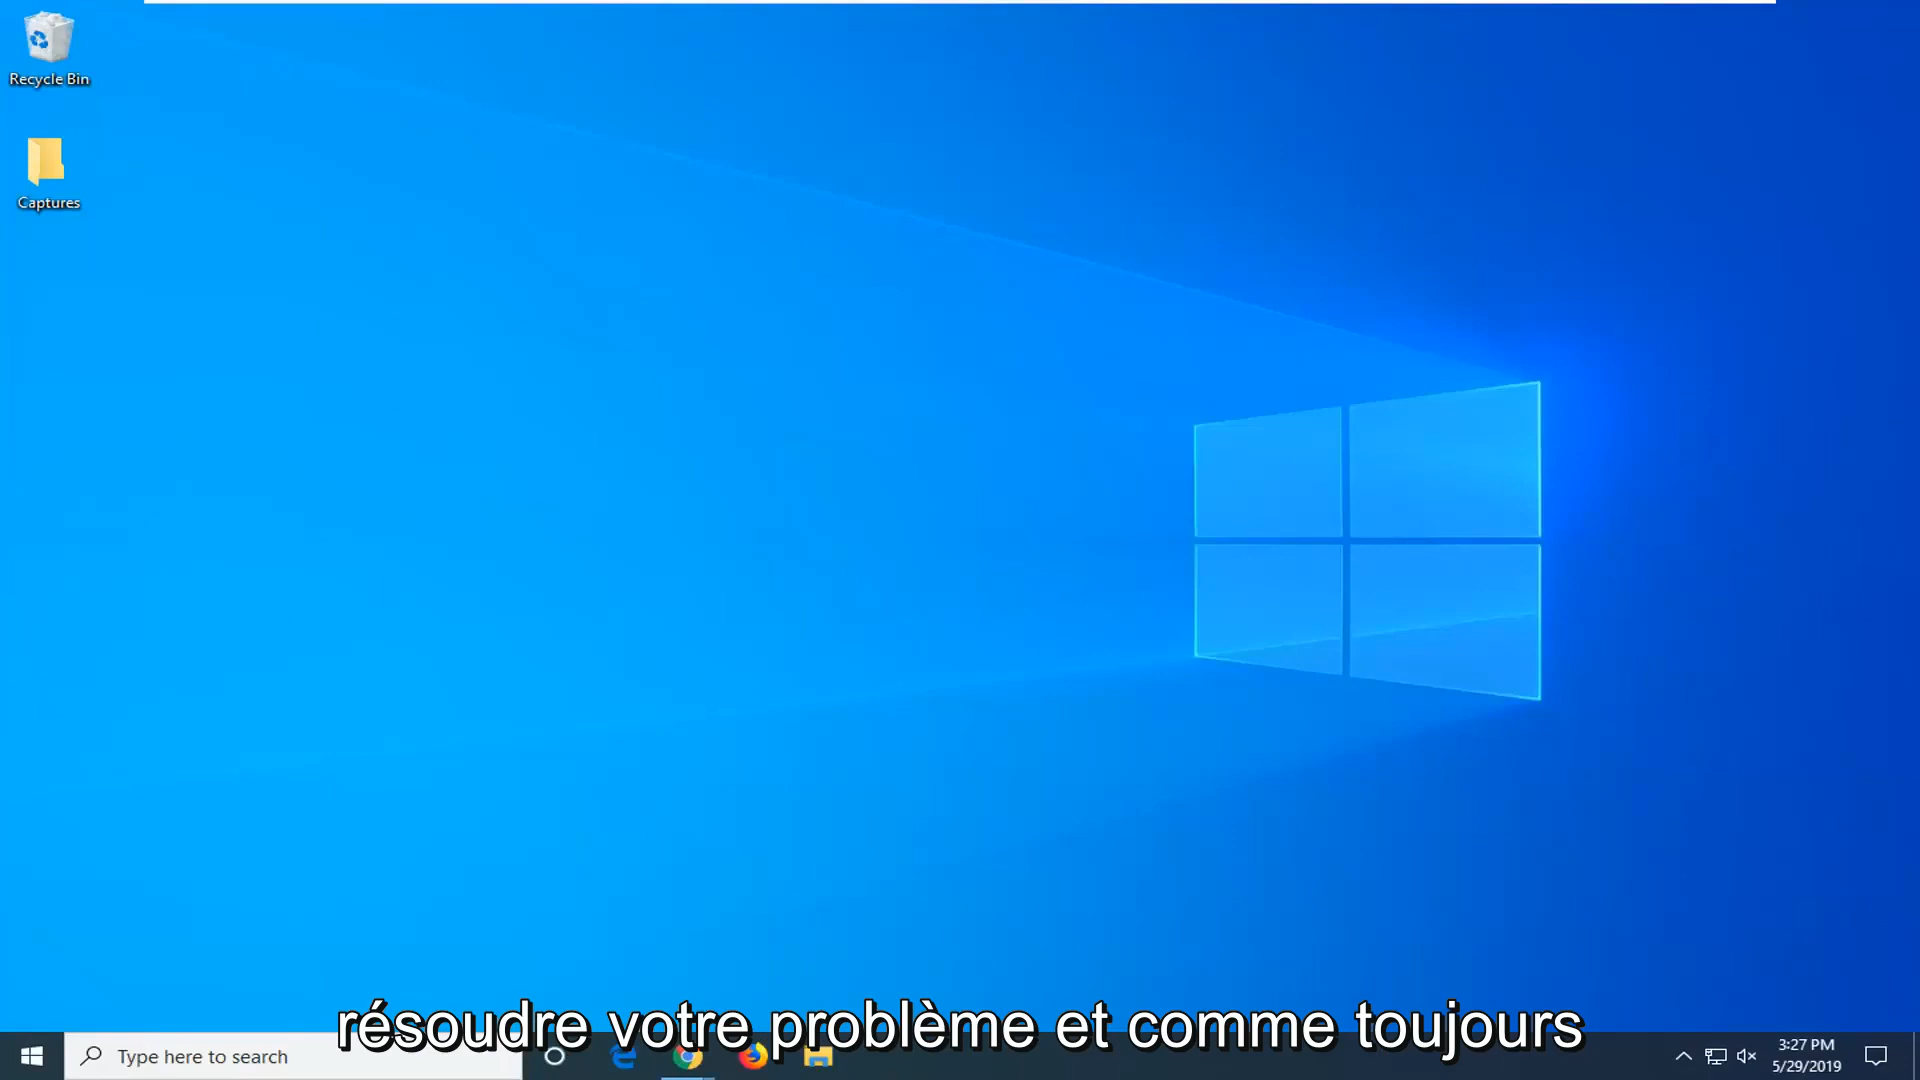 Recycle Bin
Captures
résoudre votre problème et comme toujours
Type here to search
3:27 PM
5/29/2019